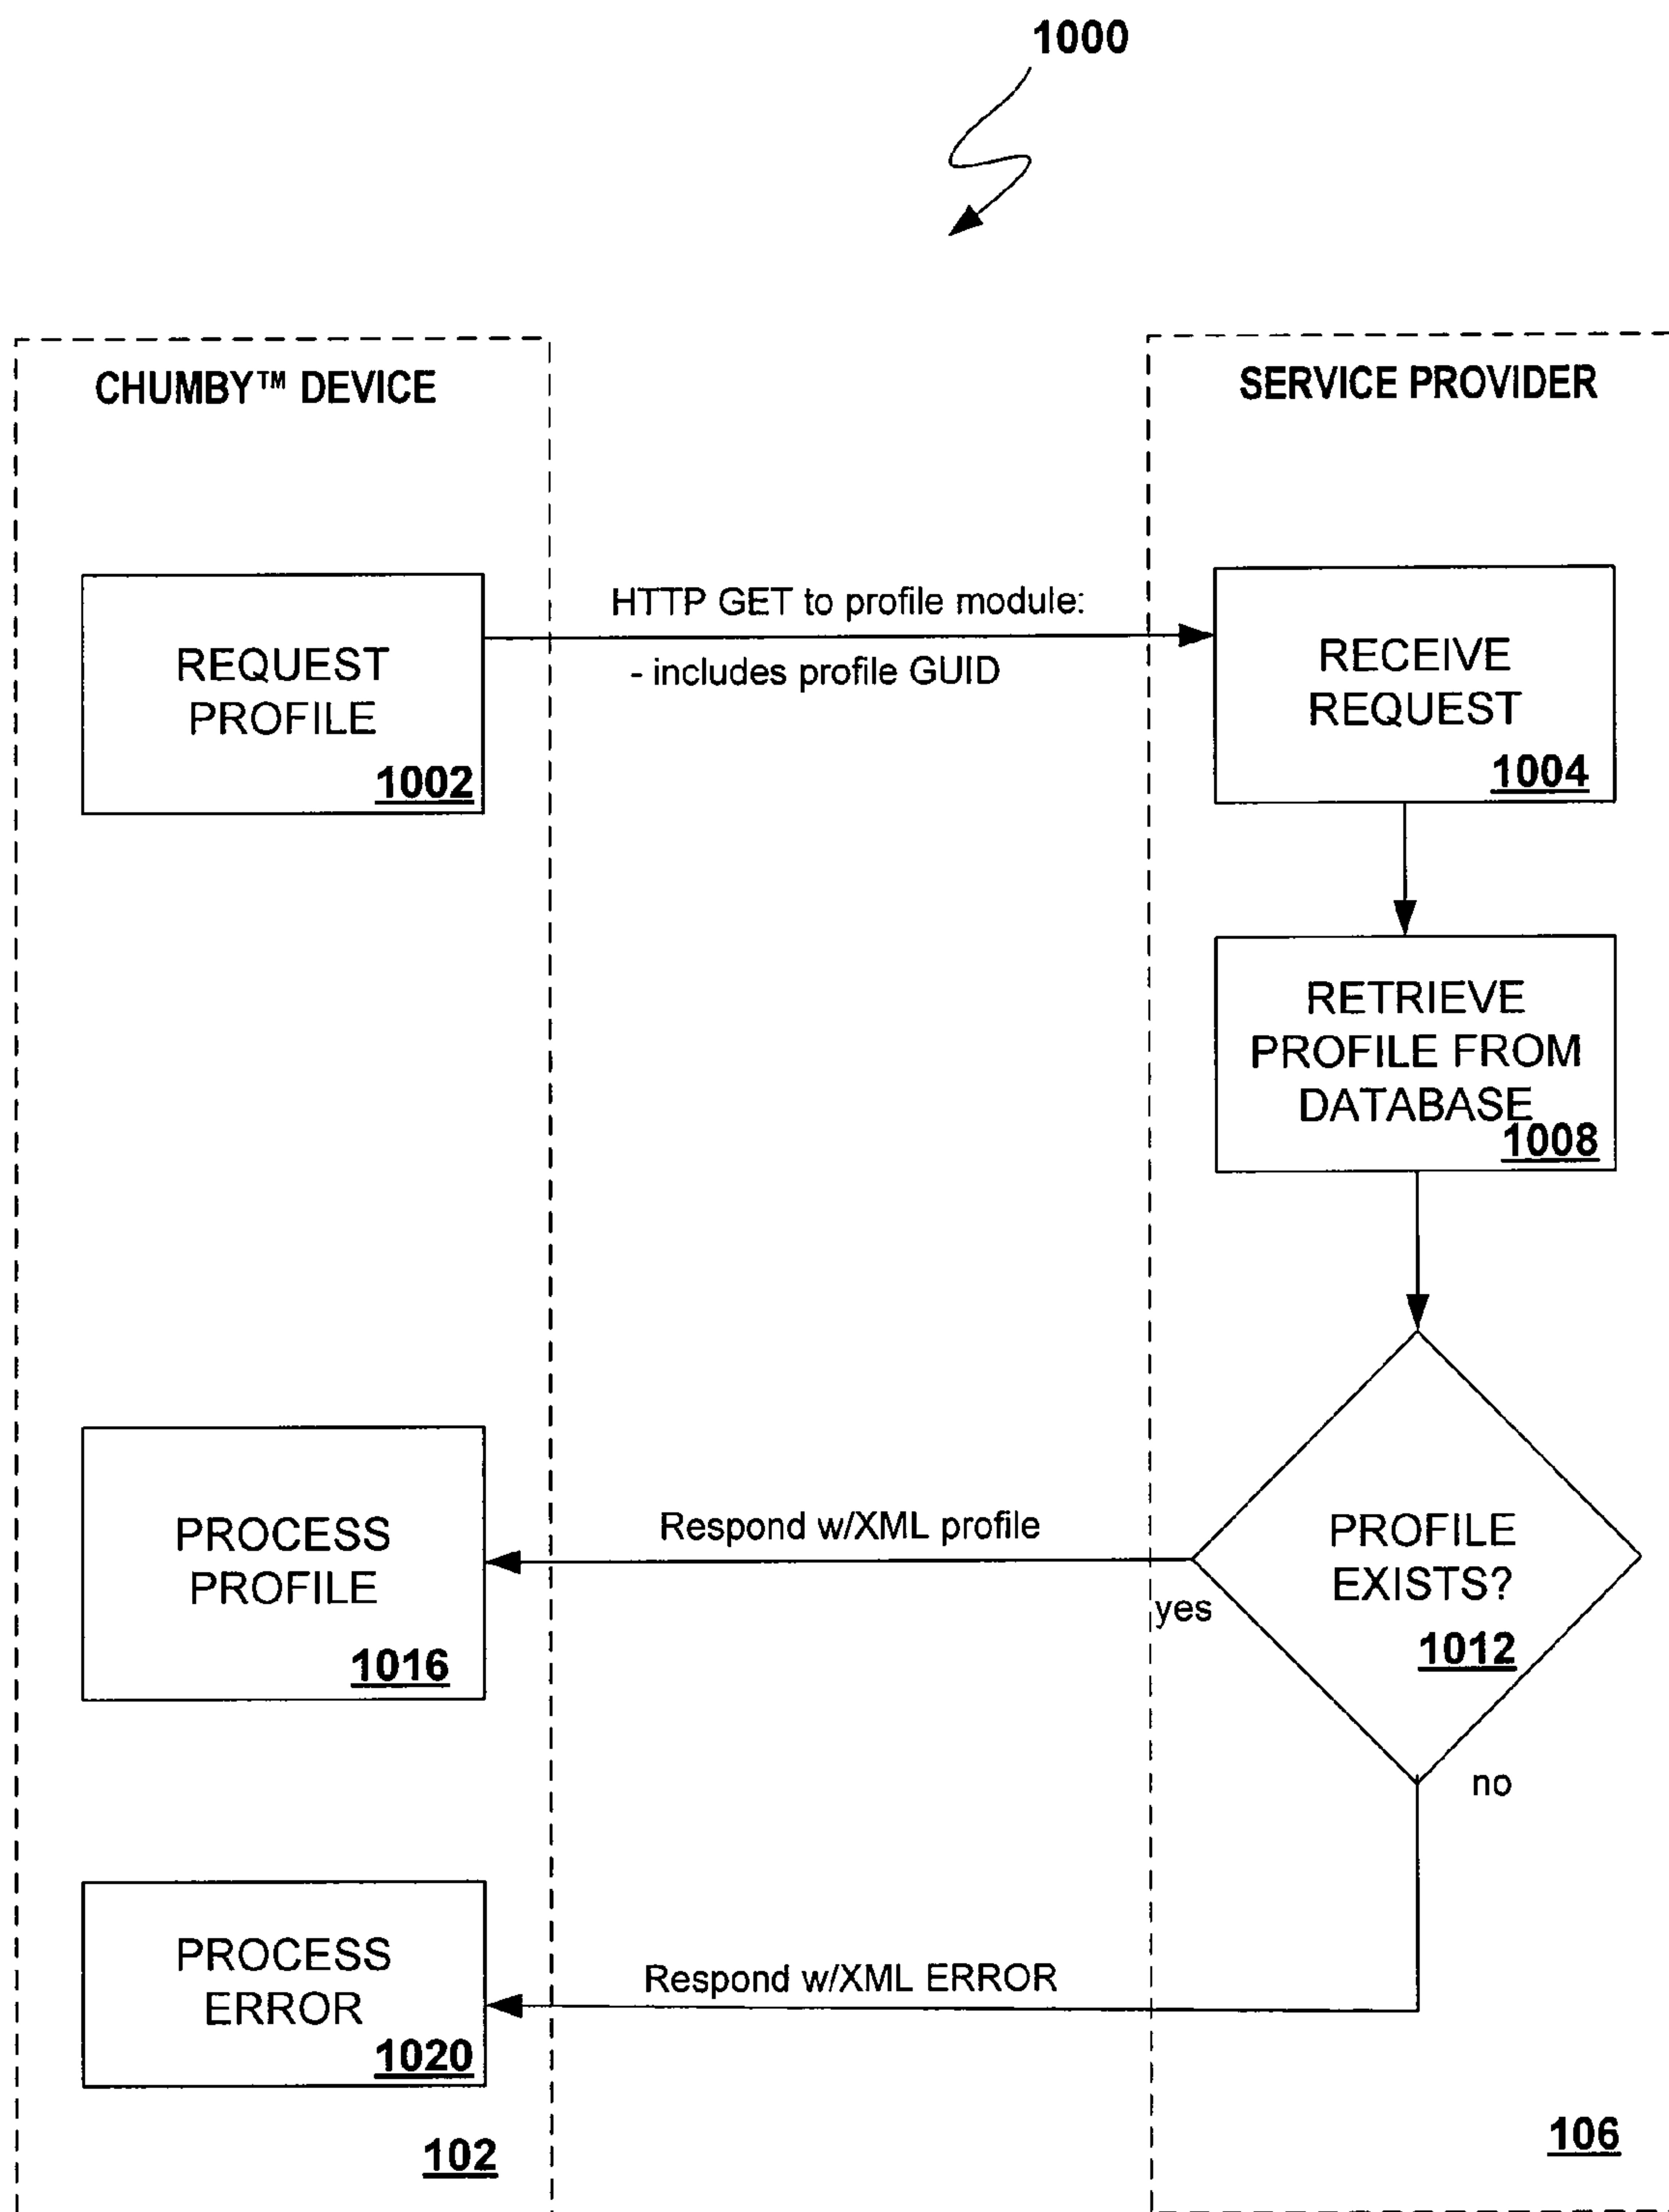 1000
CHUMBY™ DEVICE
SERVICE PROVIDER
REQUEST
PROFILE
1002
HTTP GET to profile module:
- includes profile GUID
RECEIVE
REQUEST
1004
RETRIEVE
PROFILE FROM
DATABASE
1008
PROFILE
EXISTS?
1012
yes
Respond w/XML profile
PROCESS
PROFILE
1016
no
Respond w/XML ERROR
PROCESS
ERROR
1020
102
106